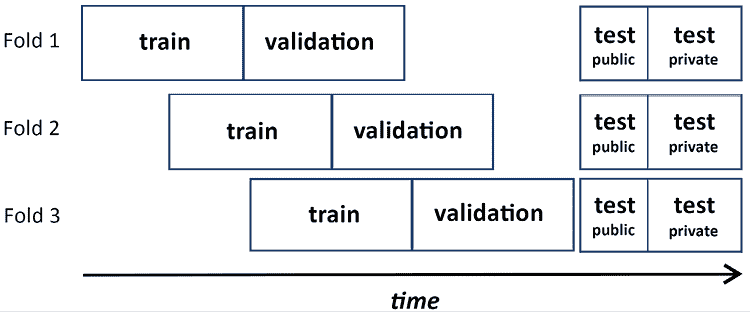 Fold 1 train validation test test
public private
Fold 2 train validation test test
public private
Fold 3 train validation test test
public private
time